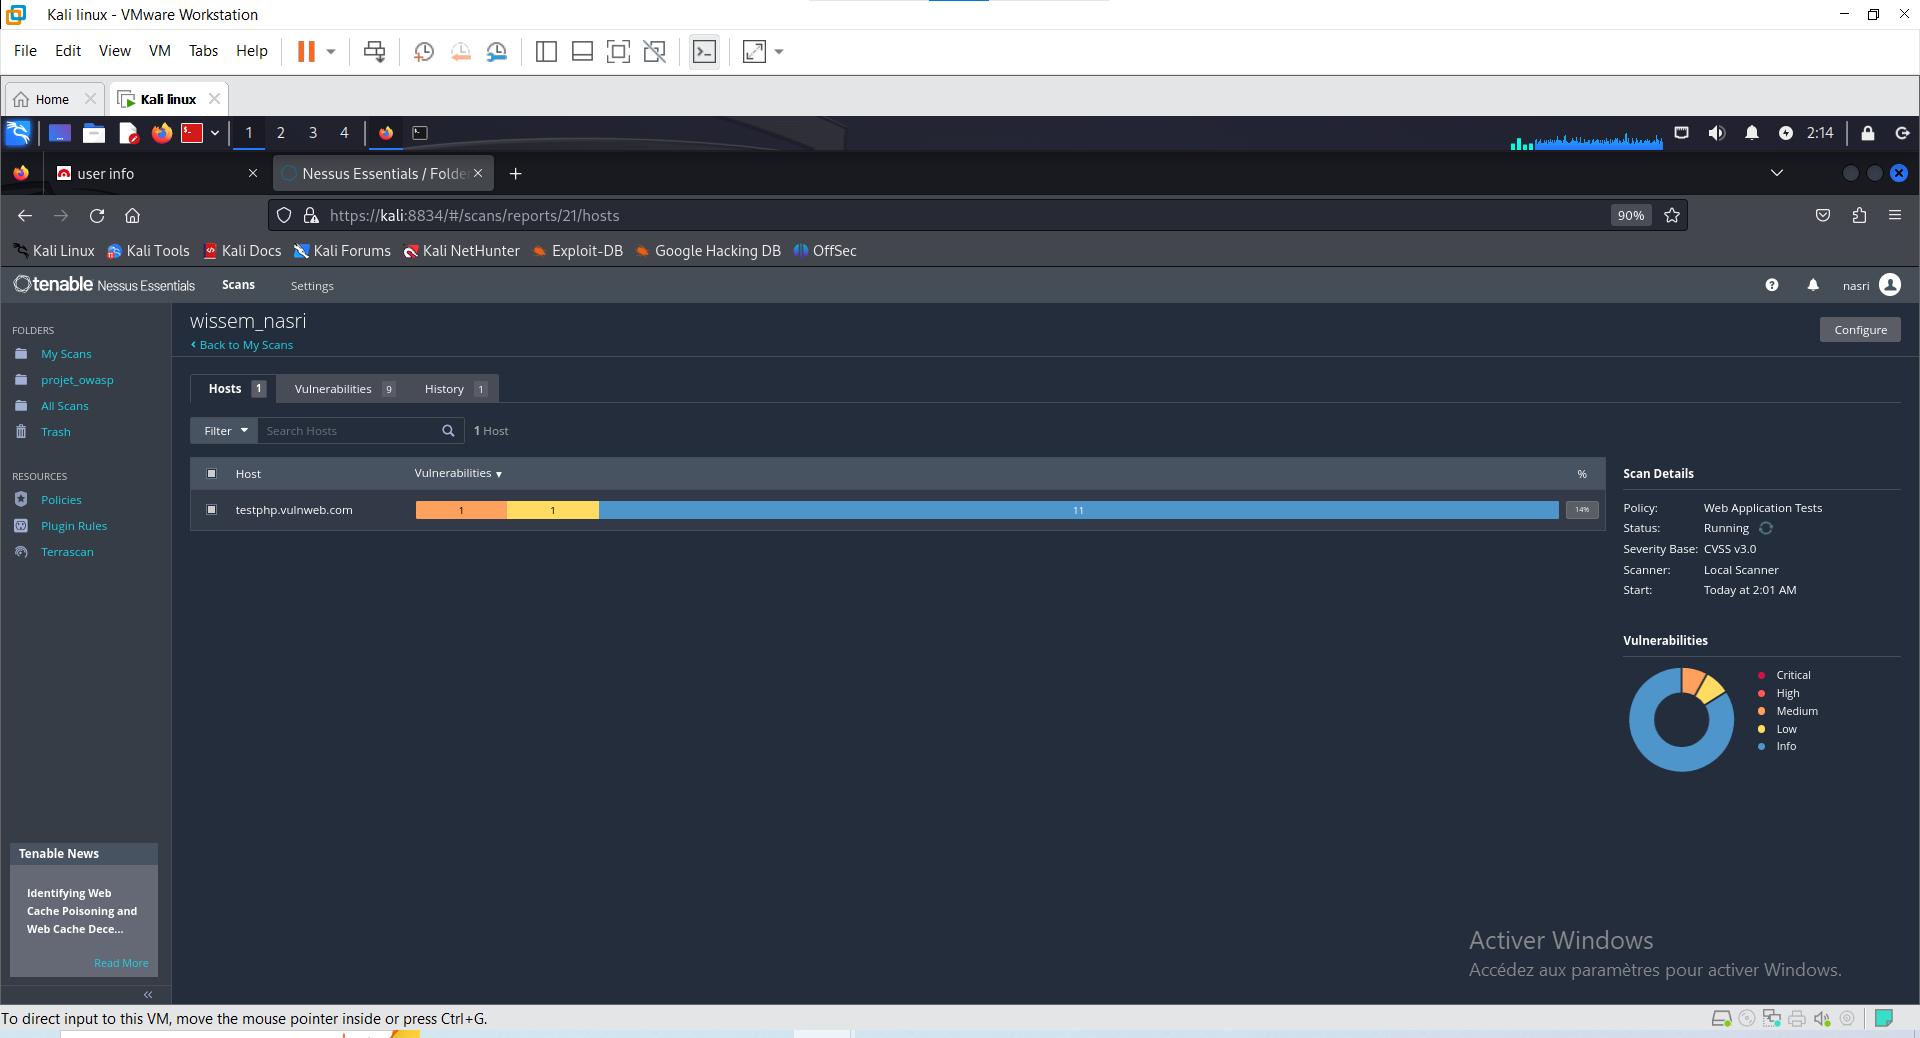 Kali linux - VMware Workstation
File Edit View VM Tabs Help
Home Kali linux
1 2 3 4 2:14
user info Nessus Essentials / Folde
https://kali:8834/#/scans/reports/21/hosts 90%
Kali Linux Kali Tools Kali Docs Kali Forums Kali NetHunter Exploit-DB Google Hacking DB OffSec
tenable Nessus Essentials Scans Settings nasri
FOLDERS
My Scans
projet_owasp
All Scans
Trash
RESOURCES
Policies
Plugin Rules
Terrascan
Tenable News
Identifying Web
Cache Poisoning and
Web Cache Dece...
Read More
wissem_nasri
Back to My Scans
Configure
Hosts 1 Vulnerabilities 9 History 1
Filter Search Hosts 1 Host
Host Vulnerabilities %
testphp.vulnweb.com 1 1 11 14%
Scan Details
Policy: Web Application Tests
Status: Running
Severity Base: CVSS v3.0
Scanner: Local Scanner
Start: Today at 2:01 AM
Vulnerabilities
Critical
High
Medium
Low
Info
Activer Windows
Accédez aux paramètres pour activer Windows.
To direct input to this VM, move the mouse pointer inside or press Ctrl+G.